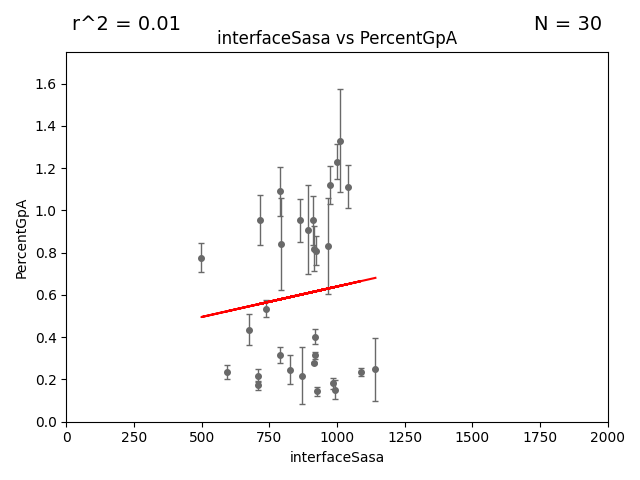 r^2 = 0.01
N = 30
interfaceSasa vs PercentGpA
PercentGpA
1.6
1.4
1.2
1.0
0.8
0.6
0.4
0.2
0.0
0 250 500 750 1000 1250 1500 1750 2000
interfaceSasa